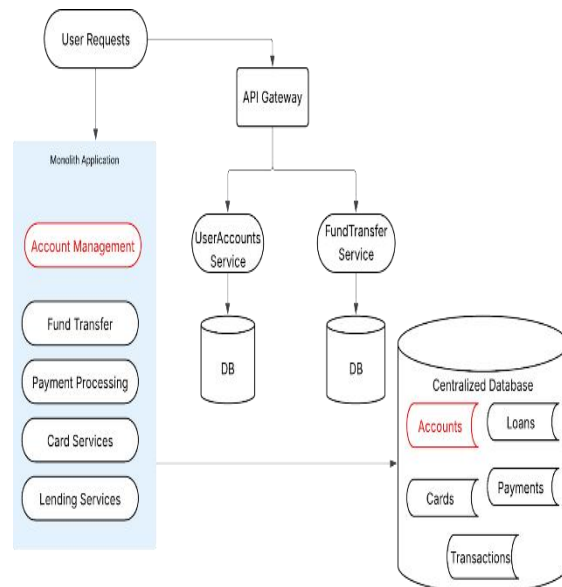 User Requests
API Gateway
Monolith Application
Account Management
UserAccounts
Service
FundTransfer
Service
Fund Transfer
Payment Processing
Card Services
Lending Services
DB
DB
Centralized Database
Accounts
Loans
Cards
Payments
Transactions